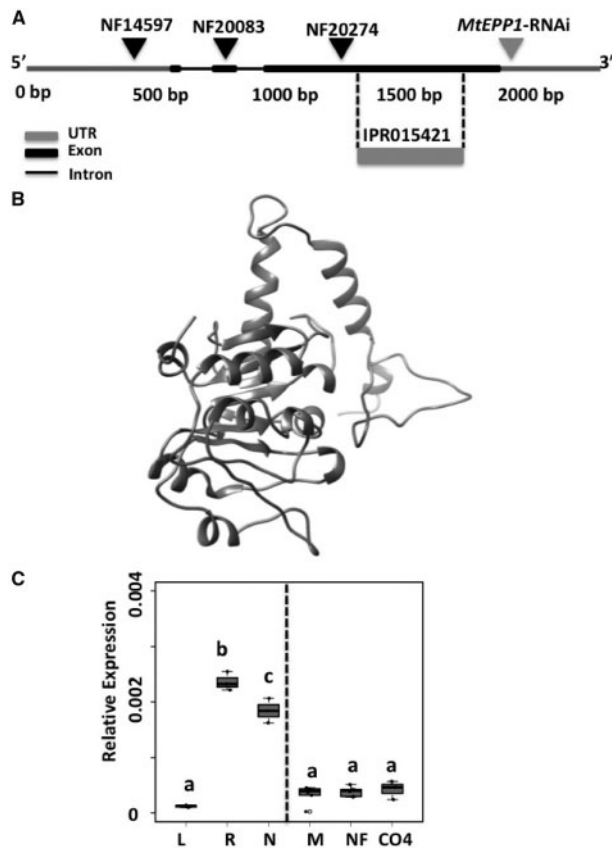 A
NF14597 NF20083 NF20274 MtEPP1-RNAi
5' 3'
0 bp 500 bp 1000 bp 1500 bp 2000 bp
IPR015421
UTR
Exon
Intron
B
C
Relative Expression
0.004
0.002
0
a b c a a a
L R N M NF CO4